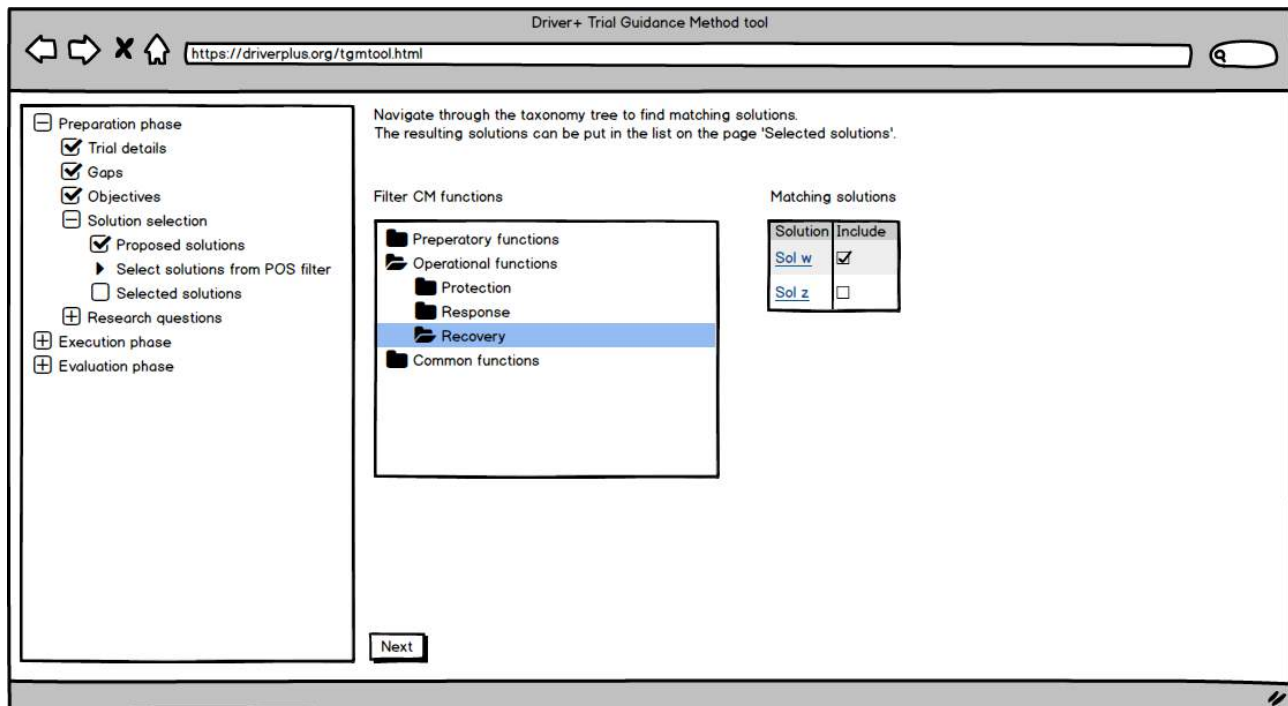 Driver+ Trial Guidance Method tool
https://driverplus.org/tgmtool.html
Preparation phase
Trial details
Gaps
Objectives
Solution selection
Proposed solutions
Select solutions from POS filter
Selected solutions
Research questions
Execution phase
Evaluation phase
Navigate through the taxonomy tree to find matching solutions.
The resulting solutions can be put in the list on the page 'Selected solutions'.
Filter CM functions
Preperatory functions
Operational functions
Protection
Response
Recovery
Common functions
Matching solutions
Solution Include
Sol w
Sol z
Next